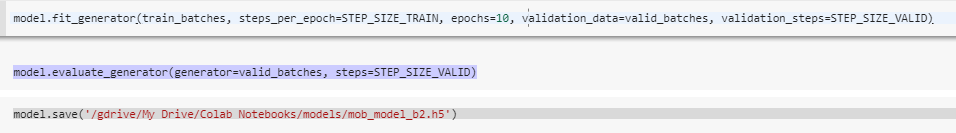 model.fit_generator(train_batches, steps_per_epoch=STEP_SIZE_TRAIN, epochs=10, validation_data=valid_batches, validation_steps=STEP_SIZE_VALID)
model.evaluate_generator(generator=valid_batches, steps=STEP_SIZE_VALID)
model.save('/gdrive/My Drive/Colab Notebooks/models/mob_model_b2.h5')